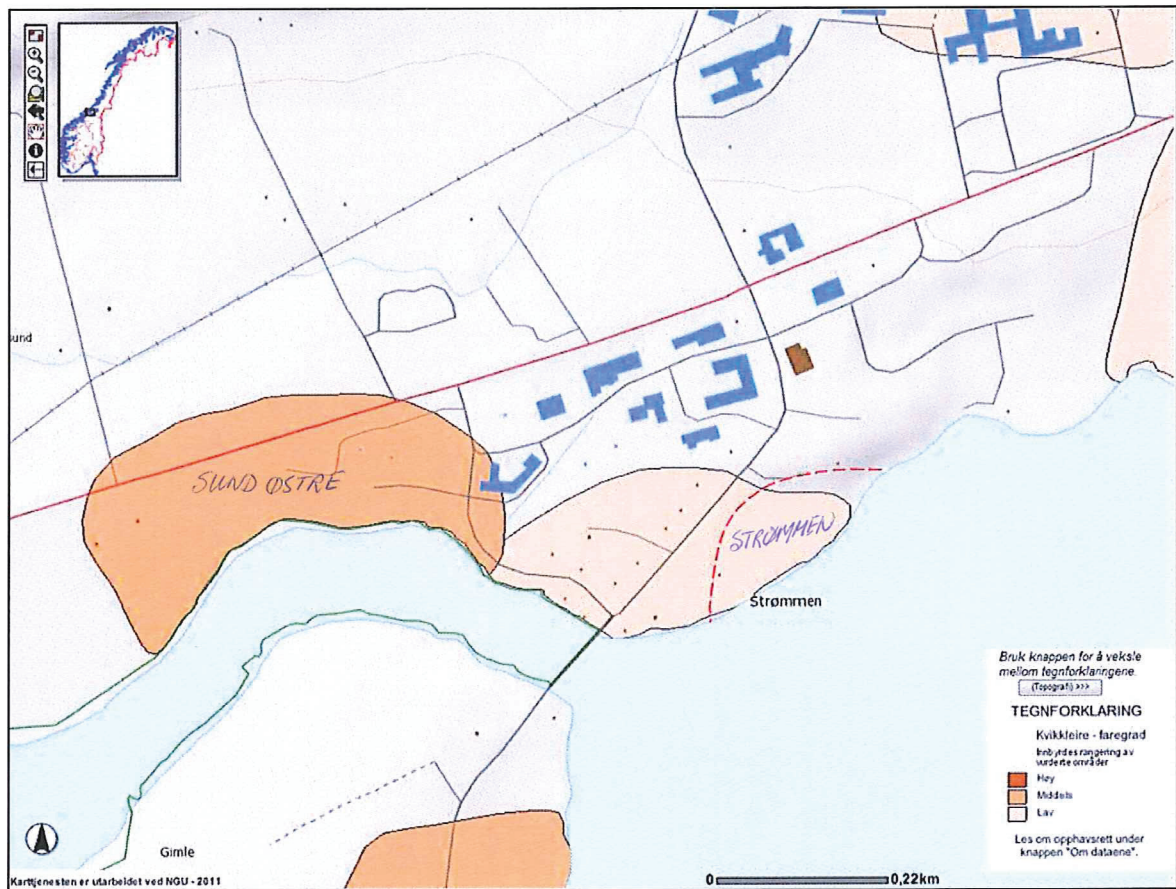 sund
SUND ØSTRE
STRØMMEN
Strømmen
Gimle
Bruk knappen for å veksle
mellom tegnforklaringene.
(Topografi) >>>
TEGNFORKLARING
Kvikkleire - faregrad
Innbyrdes rangering av
vurderte områder
Høy
Middels
Lav
Les om opphavsrett under
knappen "Om dataene".
Karttjenesten er utarbeidet ved NGU - 2011
0 0,22km